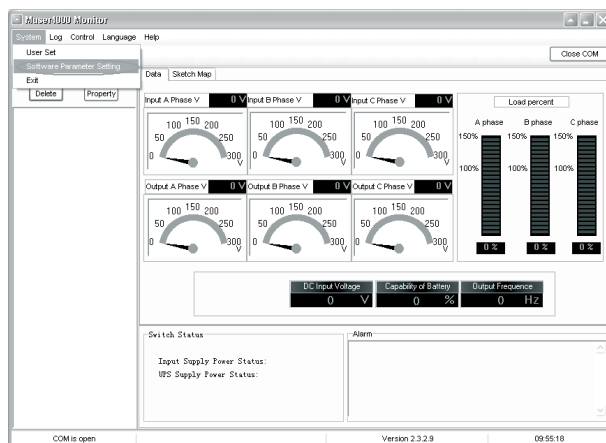 Muser4000 Monitor
System Log Control Language Help
User Set
Software Parameter Setting
Exit
Close COM
Delete Property
Data Sketch Map
Input A Phase V 0 V Input B Phase V 0 V Input C Phase V 0 V
0 50 100 150 200 250 300 V
0 50 100 150 200 250 300 V
0 50 100 150 200 250 300 V
Load percent
A phase B phase C phase
150% 150% 150%
100% 100% 100%
0 % 0 % 0 %
Output A Phase V 0 V Output B Phase V 0 V Output C Phase V 0 V
0 50 100 150 200 250 300 V
0 50 100 150 200 250 300 V
0 50 100 150 200 250 300 V
DC Input Voltage Capability of Battery Output Frequence
0 V 0 % 0 Hz
Switch Status
Input Supply Power Status:
UPS Supply Power Status:
Alarm
COM is open Version 2.3.2.9 09:55:18